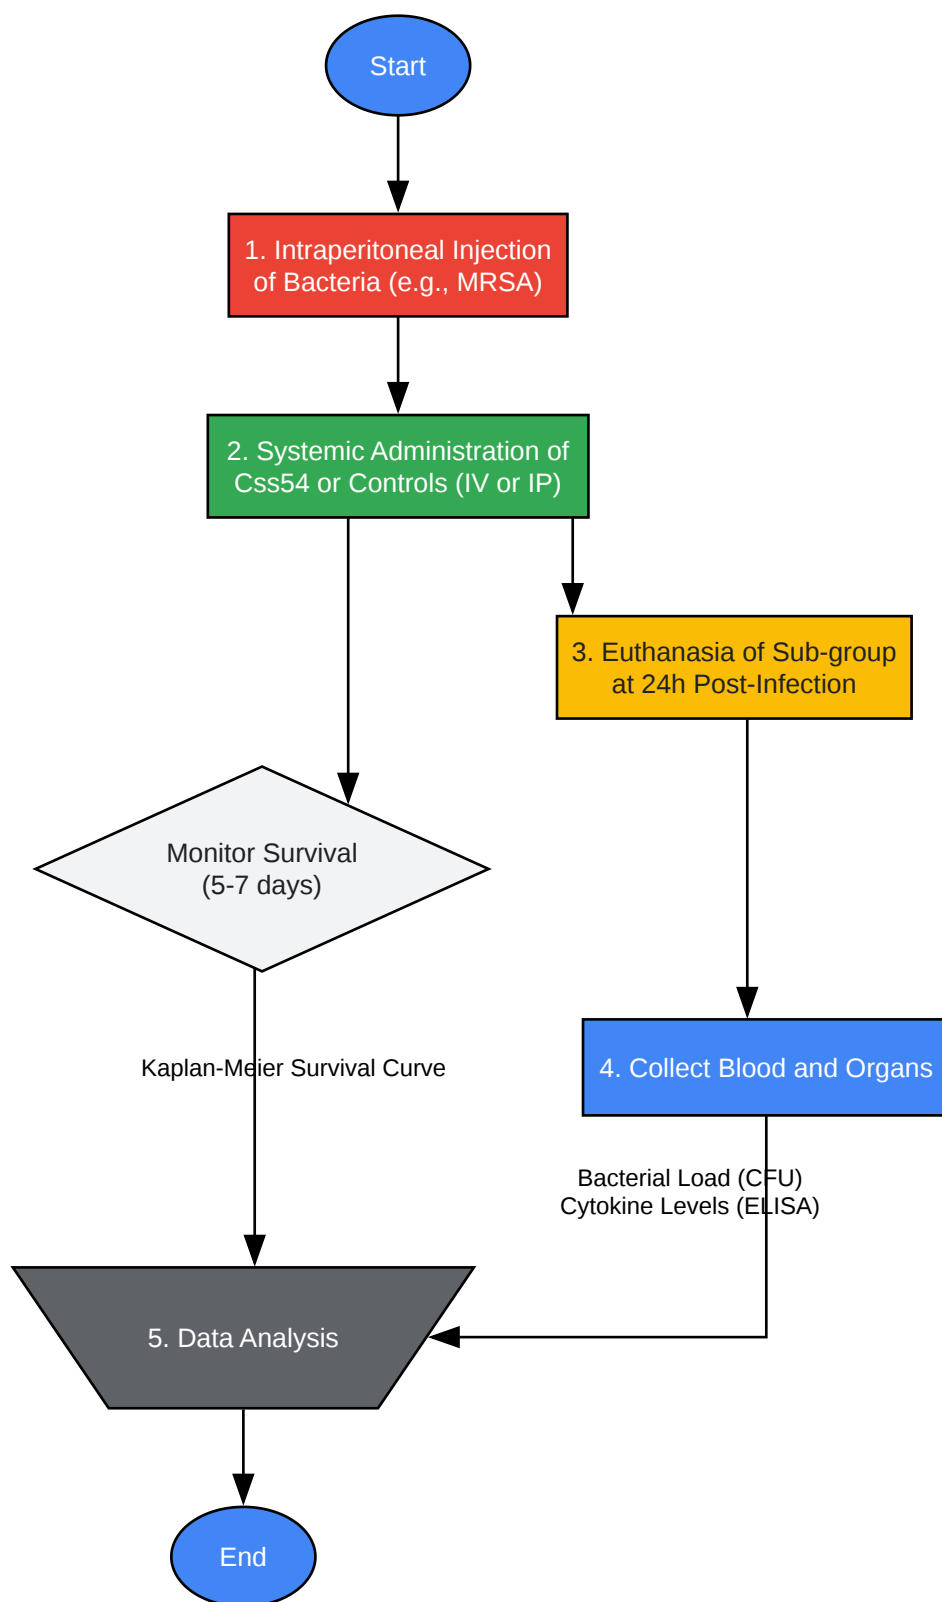 Start
1. Intraperitoneal Injection
of Bacteria (e.g., MRSA)
2. Systemic Administration of
Css54 or Controls (IV or IP)
3. Euthanasia of Sub-group
at 24h Post-Infection
Monitor Survival
(5-7 days)
Kaplan-Meier Survival Curve
4. Collect Blood and Organs
Bacterial Load (CFU)
Cytokine Levels (ELISA)
5. Data Analysis
End